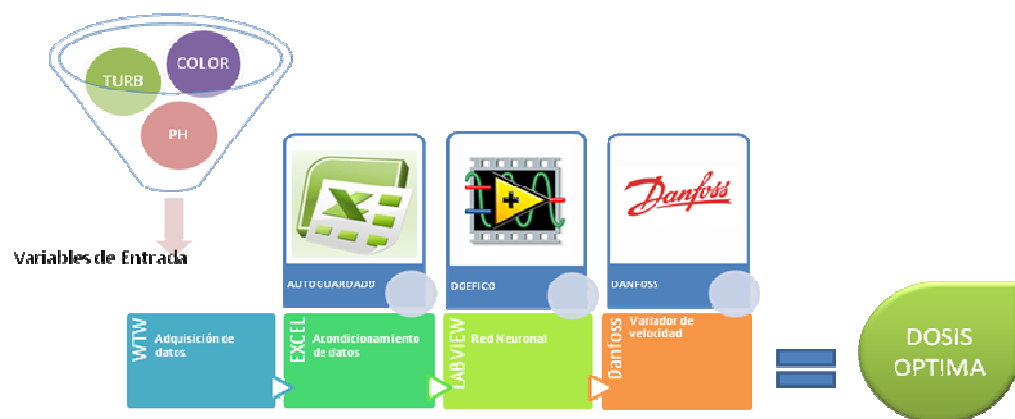 TURB
COLOR
PH
Variables de Entrada
AUTOGUARDADO
DOEFICO
Danfoss
DANFOSS
WTW
Adquisición de
datos.
EXCEL
Acondicionamiento
de datos
LABVIEW
Red Neuronal
Danfoss
Variador de
velocidad
DOSIS
OPTIMA